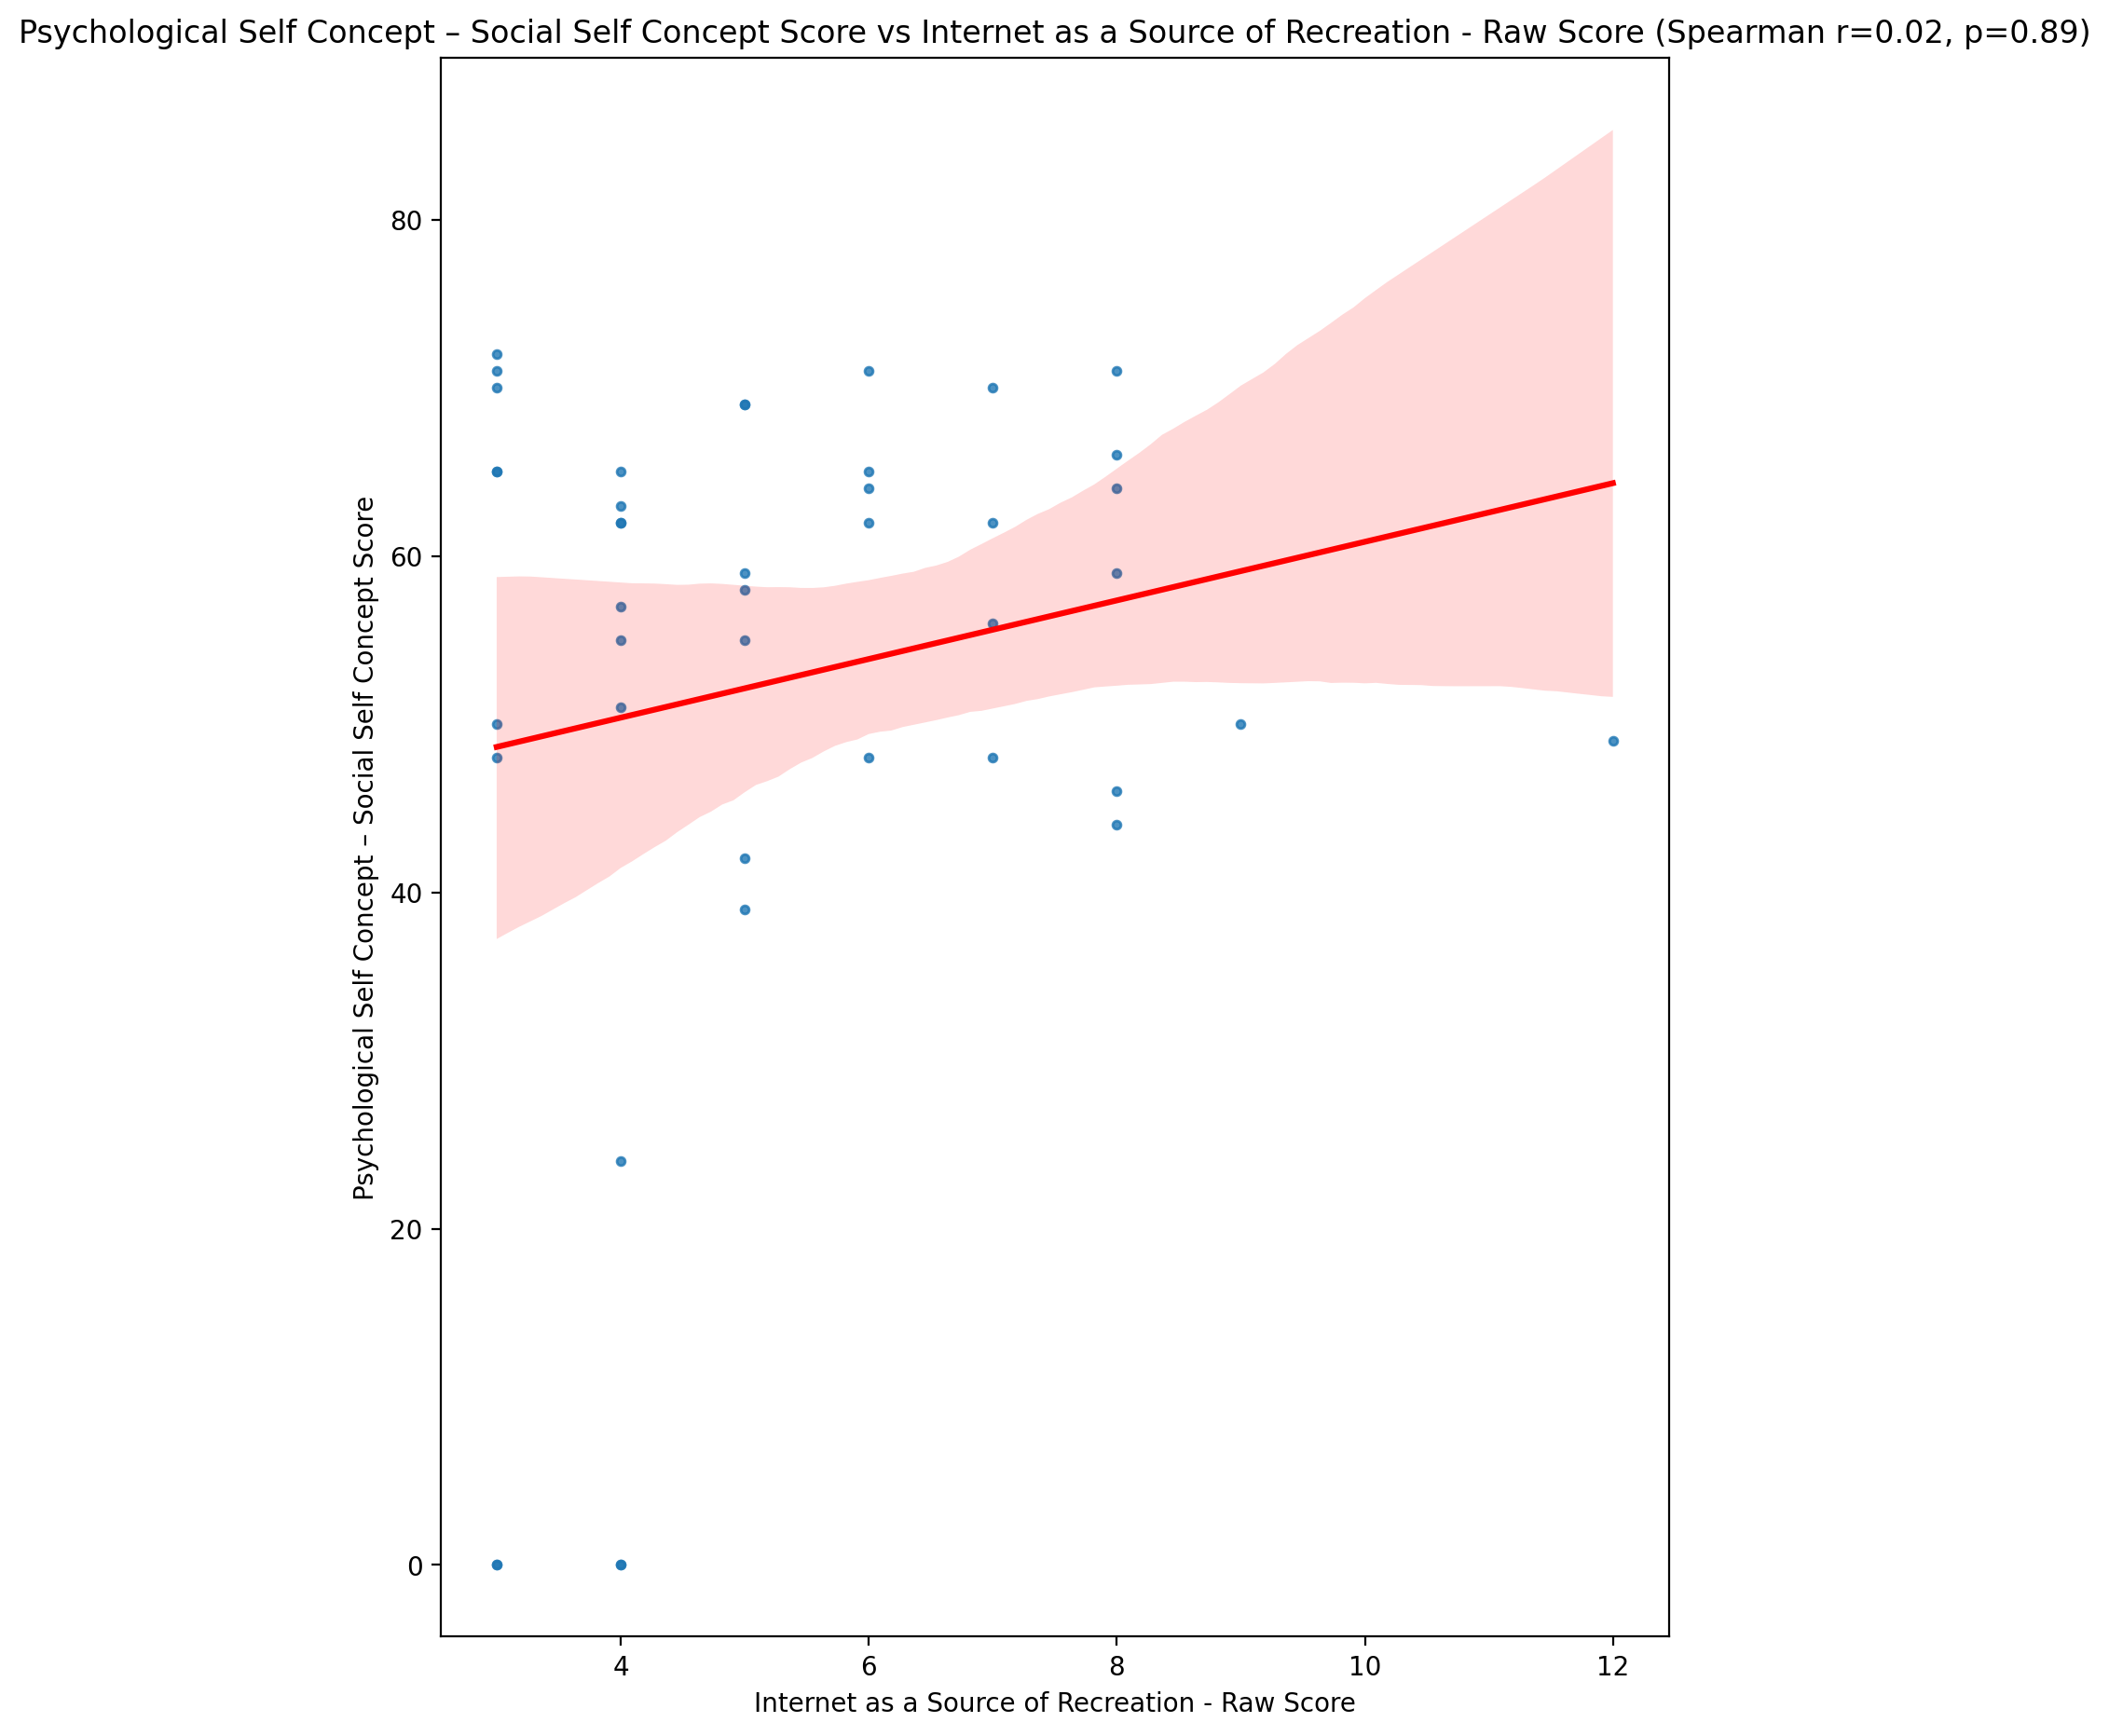 Psychological Self Concept – Social Self Concept Score vs Internet as a Source of Recreation - Raw Score (Spearman r=0.02, p=0.89)
Psychological Self Concept – Social Self Concept Score
80
60
40
20
0
4 6 8 10 12
Internet as a Source of Recreation - Raw Score